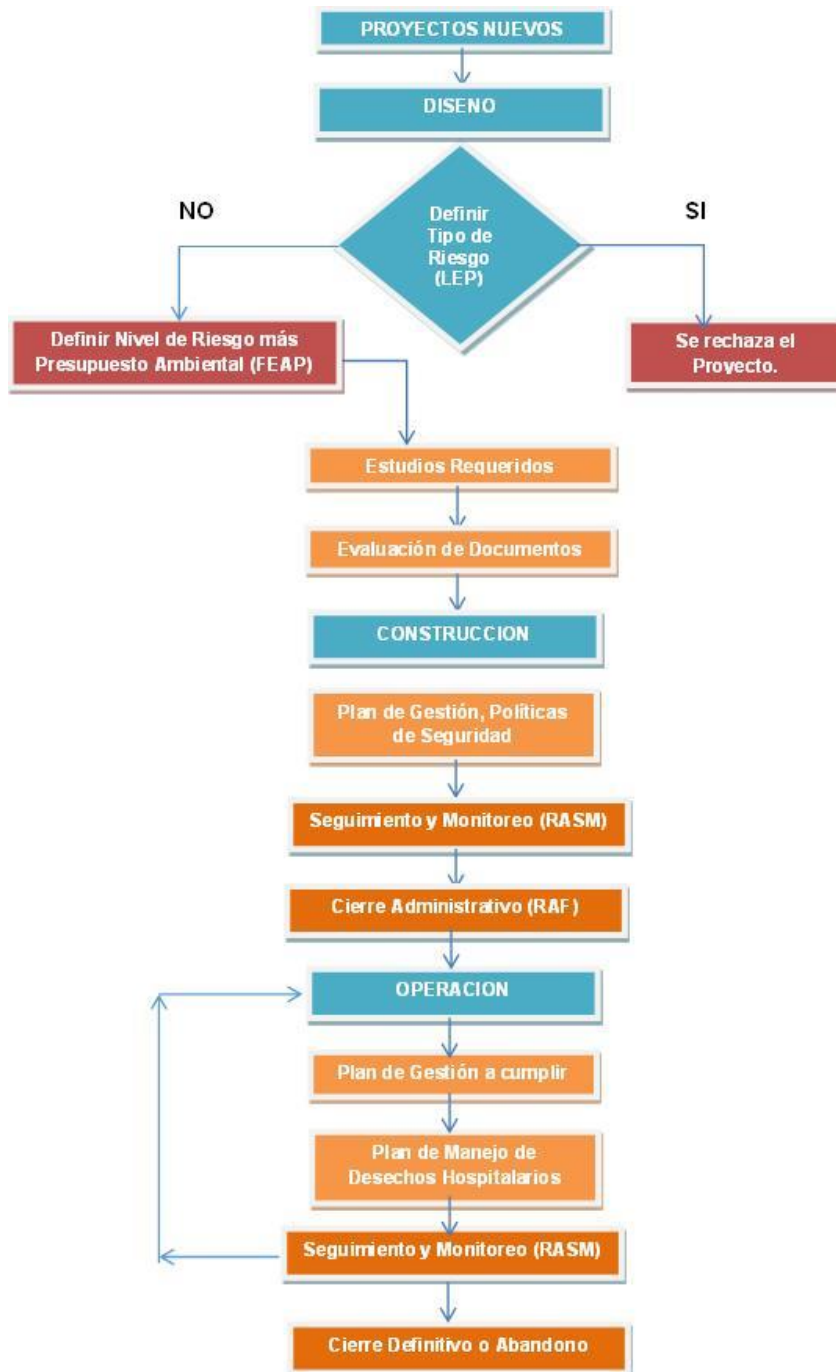 PROYECTOS NUEVOS
DISENO
NO
SI
Definir
Tipo de
Riesgo
(LEP)
Definir Nivel de Riesgo más
Presupuesto Ambiental (FEAP)
Se rechaza el
Proyecto.
Estudios Requeridos
Evaluación de Documentos
CONSTRUCCION
Plan de Gestión, Políticas
de Seguridad
Seguimiento y Monitoreo (RASM)
Cierre Administrativo (RAF)
OPERACION
Plan de Gestión a cumplir
Plan de Manejo de
Desechos Hospitalarios
Seguimiento y Monitoreo (RASM)
Cierre Definitivo o Abandono